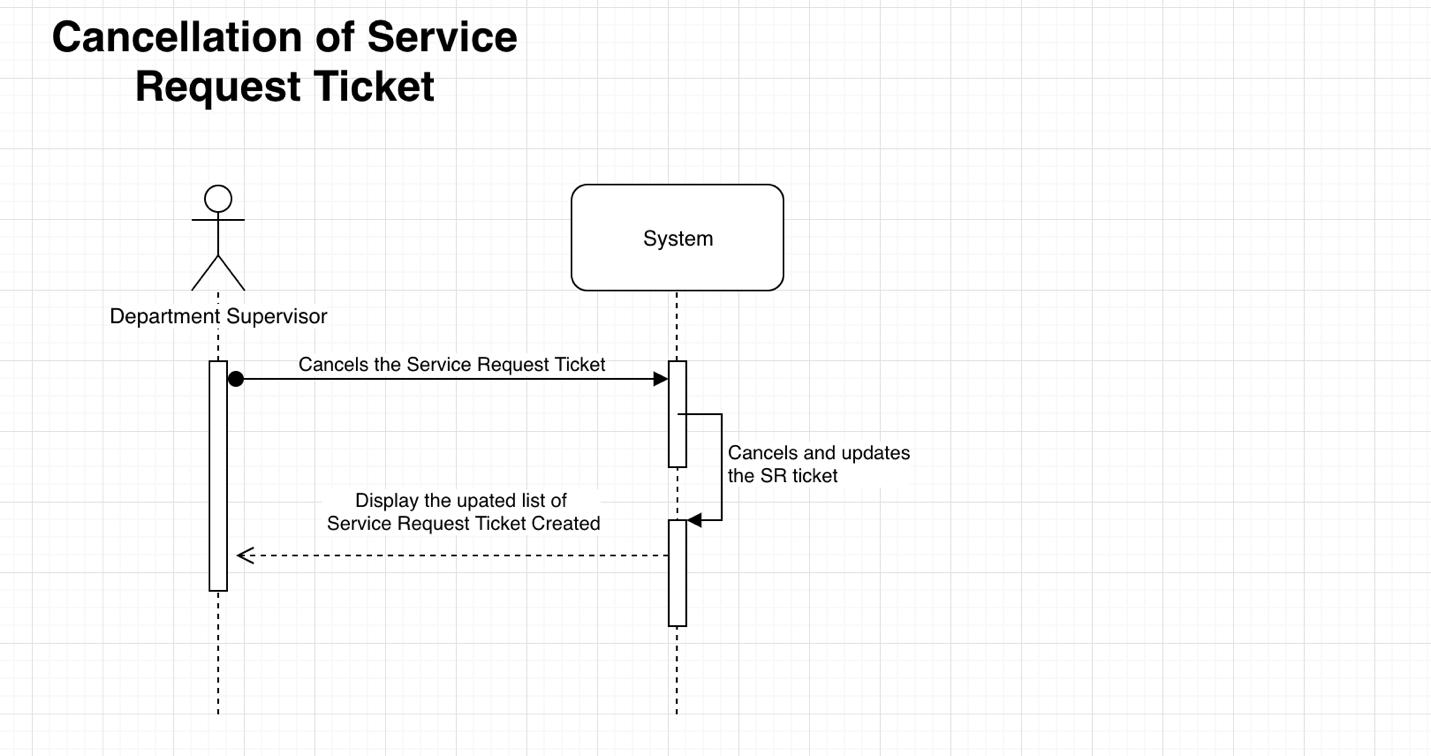 Cancellation of Service
Request Ticket
System
Department Supervisor
Cancels the Service Request Ticket
Cancels and updates
the SR ticket
Display the upated list of
Service Request Ticket Created